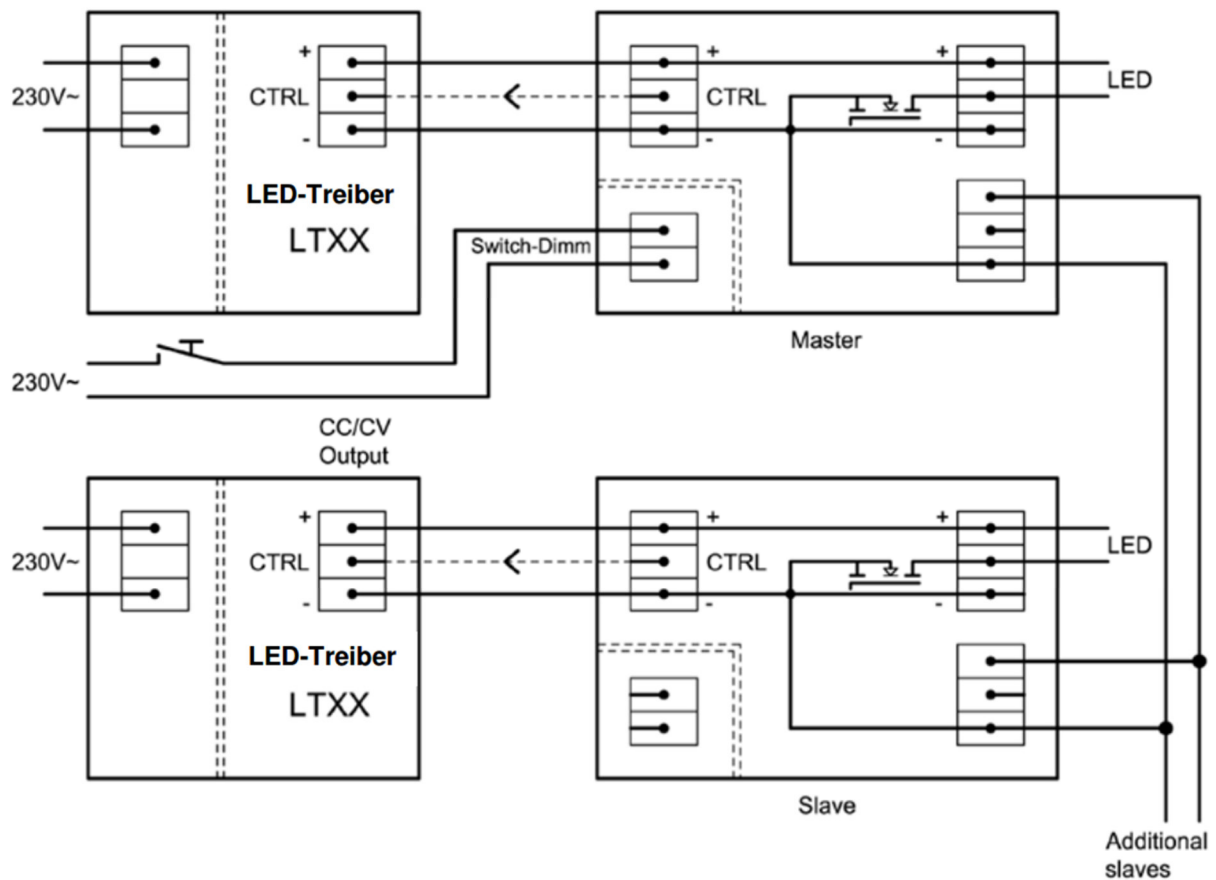 +
+
+
230V~
CTRL
CTRL
LED
-
-
-
LED-Treiber
LTXX
Switch-Dimm
Master
230V~
CC/CV
Output
+
+
+
230V~
CTRL
CTRL
LED
-
-
-
LED-Treiber
LTXX
Slave
Additional
slaves